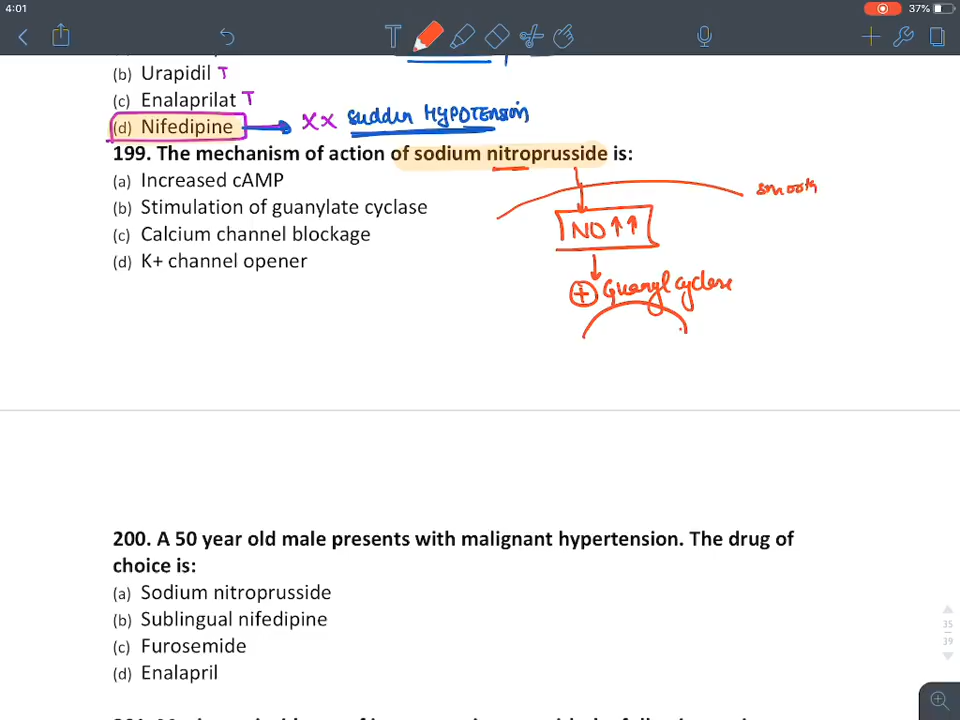 4:01
37%
T
(b) Urapidil T
(c) Enalaprilat T
(d) Nifedipine → XX Sudden HYPOTENSION
199. The mechanism of action of sodium nitroprusside is:
(a) Increased cAMP
smooth
(b) Stimulation of guanylate cyclase
NO ↑↑
(c) Calcium channel blockage
(d) K+ channel opener
+ Guanyl cyclase
200. A 50 year old male presents with malignant hypertension. The drug of
choice is:
(a) Sodium nitroprusside
(b) Sublingual nifedipine
(c) Furosemide
(d) Enalapril
35
39